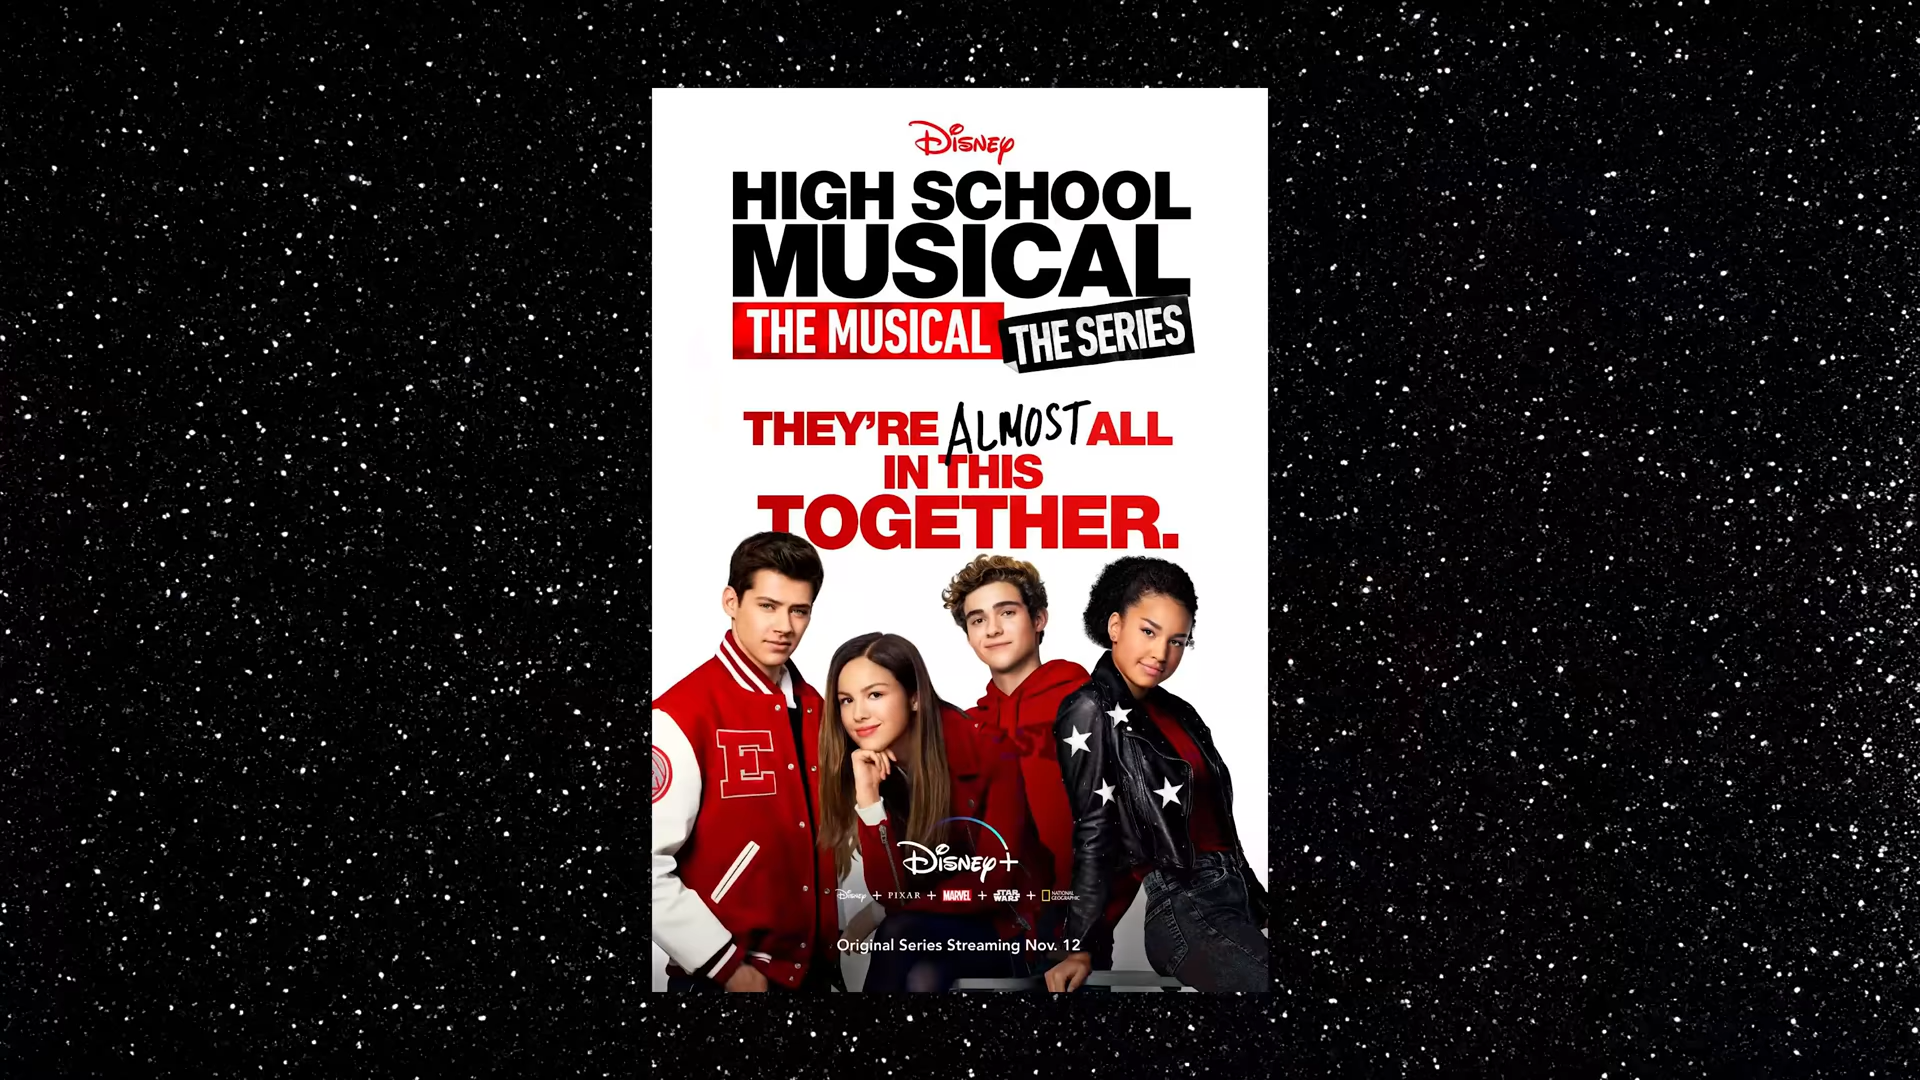 Disney
HIGH SCHOOL
MUSICAL
THE MUSICAL THE SERIES
THEY'RE ALMOST ALL
IN THIS
TOGETHER.
E
Disney+
Disney + PIXAR + MARVEL + STAR WARS + NATIONAL GEOGRAPHIC
Original Series Streaming Nov. 12